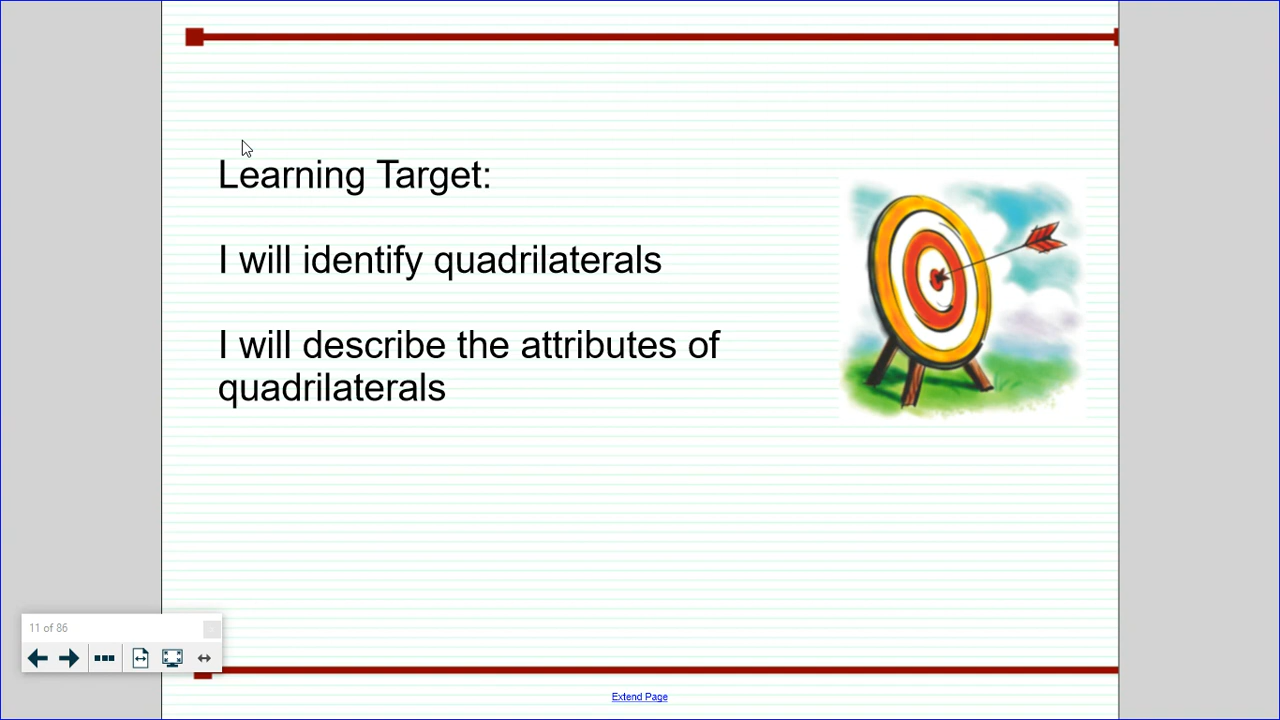 Learning Target:
I will identify quadrilaterals
I will describe the attributes of
quadrilaterals
11 of 86
Extend Page